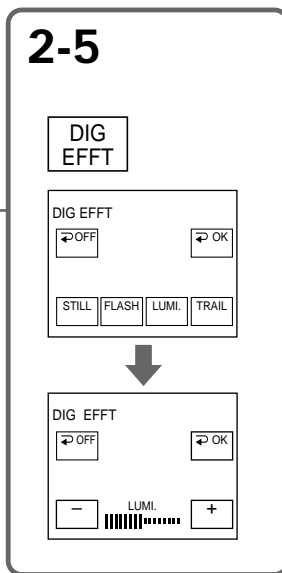 2-5
DIG
EFFT
DIG EFFT
OFF OK
STILL FLASH LUMI. TRAIL
DIG EFFT
OFF OK
– LUMI. +